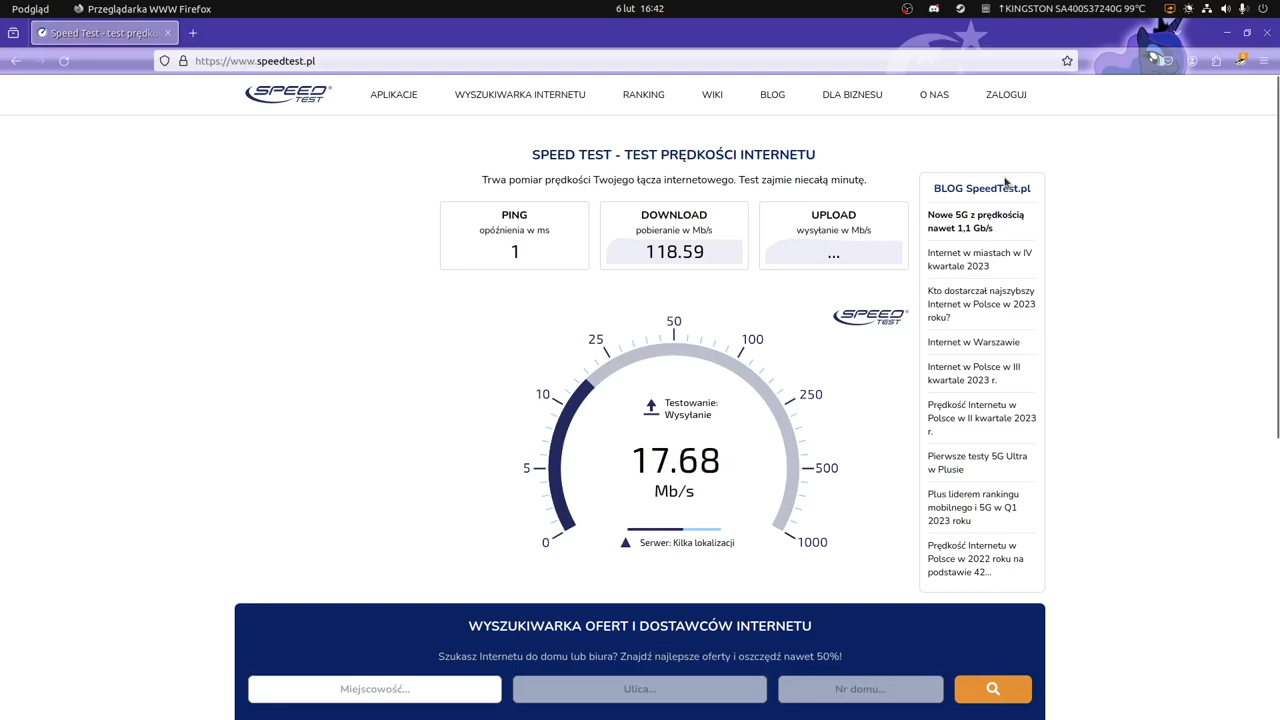 Podgląd
Przeglądarka WWW Firefox
6 lut 16:42
↑KINGSTON SA400S37240G 99°C
Speed Test - test prędko
https://www.speedtest.pl
SPEED TEST
APLIKACJE
WYSZUKIWARKA INTERNETU
RANKING
WIKI
BLOG
DLA BIZNESU
O NAS
ZALOGUJ
SPEED TEST - TEST PRĘDKOŚCI INTERNETU
Trwa pomiar prędkości Twojego łącza internetowego. Test zajmie niecałą minutę.
PING
opóźnienia w ms
1
DOWNLOAD
pobieranie w Mb/s
118.59
UPLOAD
wysyłanie w Mb/s
...
SPEED TEST
0
5
10
25
50
100
250
500
1000
Testowanie:
Wysyłanie
17.68
Mb/s
Serwer: Kilka lokalizacji
BLOG SpeedTest.pl
Nowe 5G z prędkością
nawet 1,1 Gb/s
Internet w miastach w IV
kwartale 2023
Kto dostarczał najszybszy
Internet w Polsce w 2023
roku?
Internet w Warszawie
Internet w Polsce w III
kwartale 2023 r.
Prędkość Internetu w
Polsce w II kwartale 2023
r.
Pierwsze testy 5G Ultra
w Plusie
Plus liderem rankingu
mobilnego i 5G w Q1
2023 roku
Prędkość Internetu w
Polsce w 2022 roku na
podstawie 42...
WYSZUKIWARKA OFERT I DOSTAWCÓW INTERNETU
Szukasz Internetu do domu lub biura? Znajdź najlepsze oferty i oszczędź nawet 50%!
Miejscowość...
Ulica...
Nr domu...